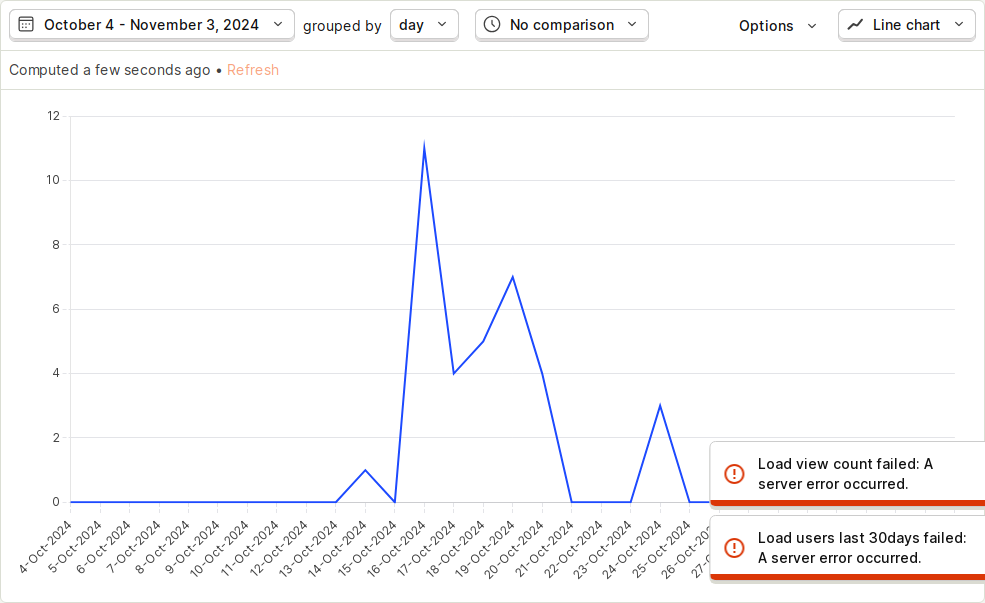 October 4 - November 3, 2024 grouped by day No comparison Options Line chart
Computed a few seconds ago • Refresh
12
10
8
6
4
2
0
4-Oct-2024
5-Oct-2024
6-Oct-2024
7-Oct-2024
8-Oct-2024
9-Oct-2024
10-Oct-2024
11-Oct-2024
12-Oct-2024
13-Oct-2024
14-Oct-2024
15-Oct-2024
16-Oct-2024
17-Oct-2024
18-Oct-2024
19-Oct-2024
20-Oct-2024
21-Oct-2024
22-Oct-2024
23-Oct-2024
24-Oct-2024
25-Oct-2024
Load view count failed: A
server error occurred.
Load users last 30days failed:
A server error occurred.